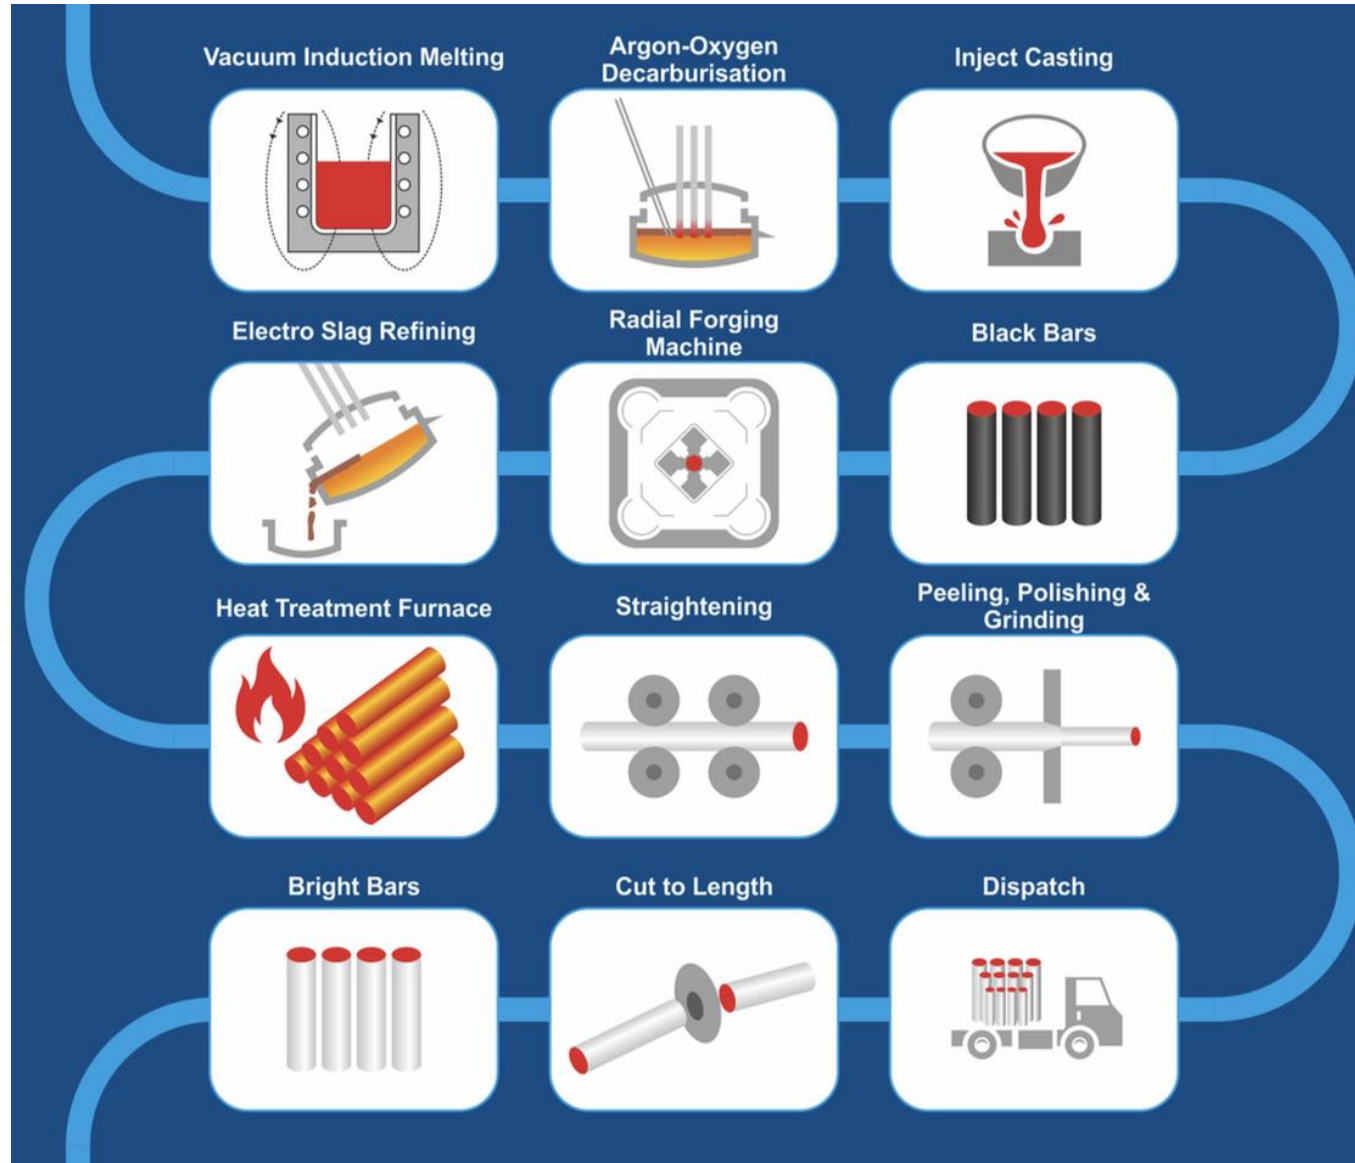 Vacuum Induction Melting
Argon-Oxygen
Decarburisation
Inject Casting
Electro Slag Refining
Radial Forging
Machine
Black Bars
Heat Treatment Furnace
Straightening
Peeling, Polishing &
Grinding
Bright Bars
Cut to Length
Dispatch